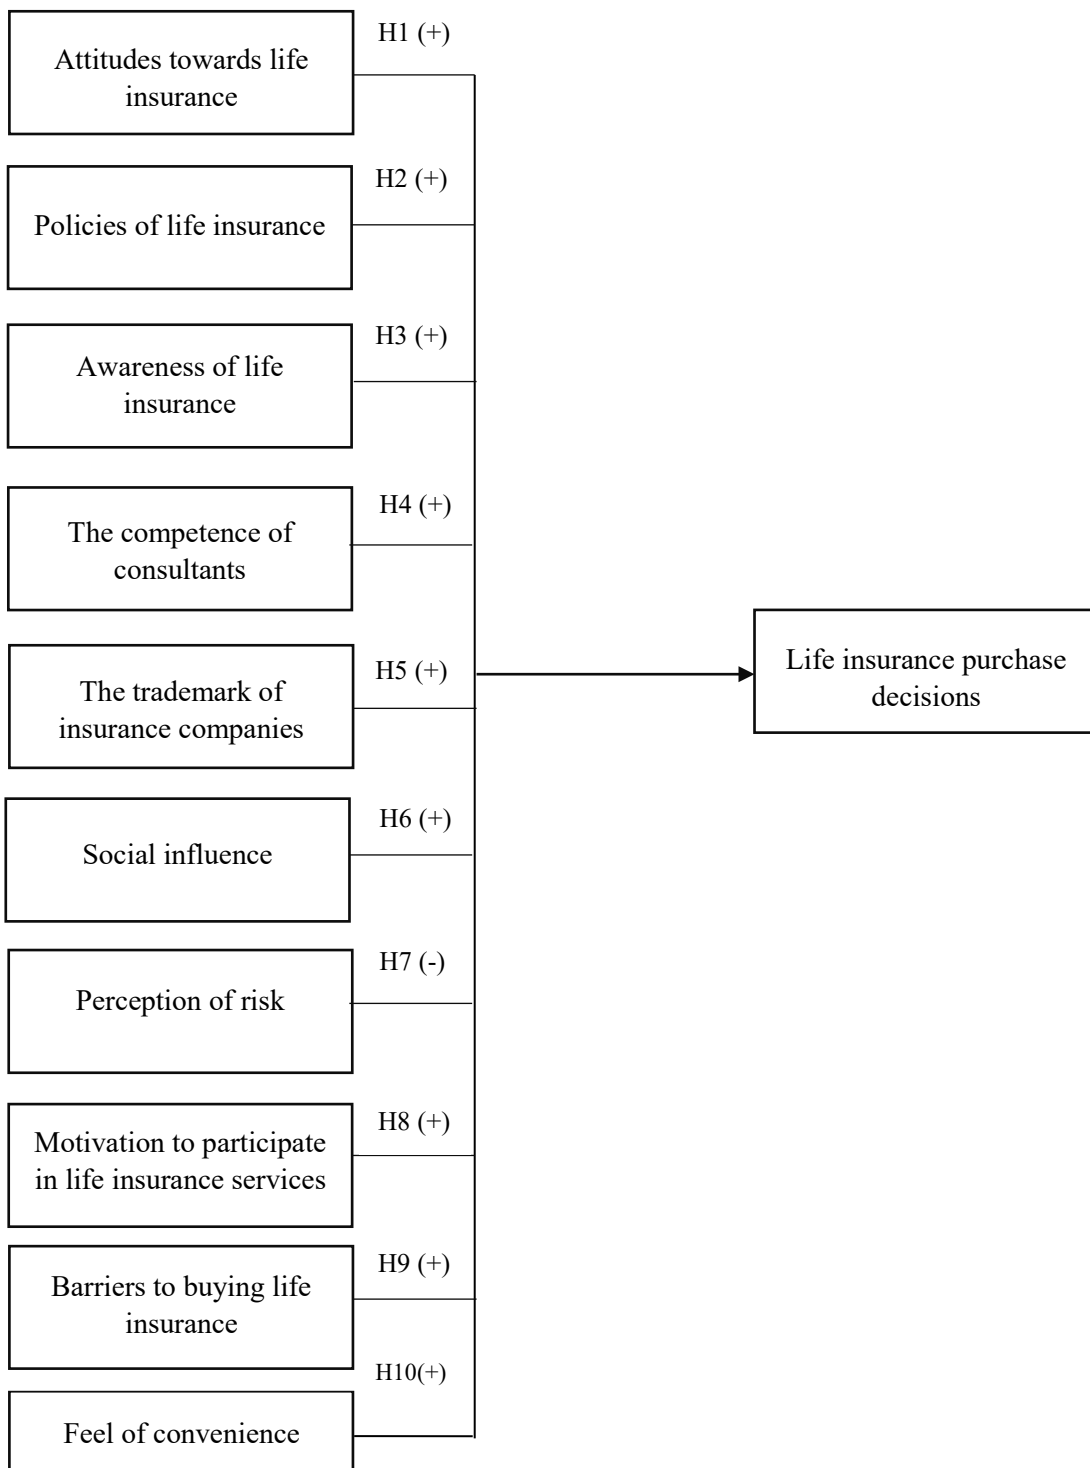 H1 (+)
Attitudes towards life
insurance
H2 (+)
Policies of life insurance
H3 (+)
Awareness of life
insurance
H4 (+)
The competence of
consultants
H5 (+)
The trademark of
insurance companies
Life insurance purchase
decisions
H6 (+)
Social influence
H7 (-)
Perception of risk
H8 (+)
Motivation to participate
in life insurance services
H9 (+)
Barriers to buying life
insurance
H10(+)
Feel of convenience